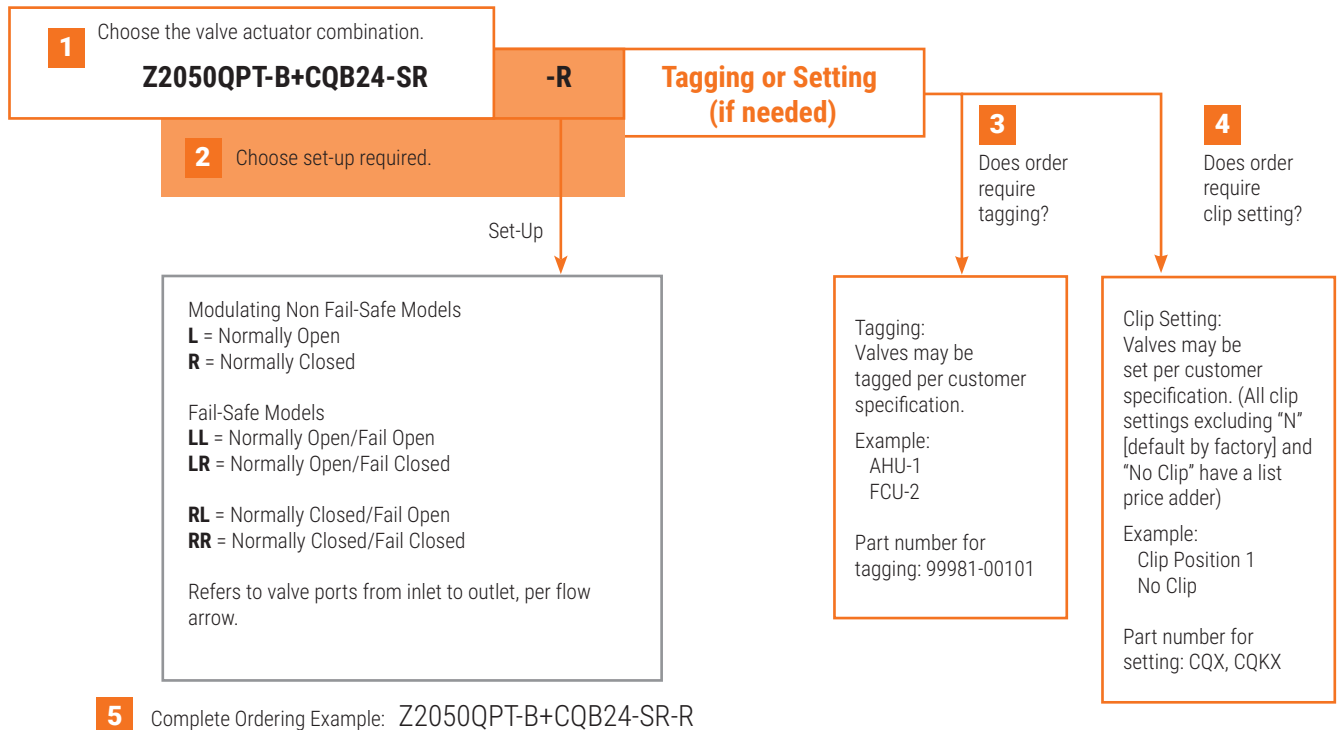 1
Choose the valve actuator combination.
Z2050QPT-B+CQB24-SR
-R
Tagging or Setting
(if needed)
2
Choose set-up required.
Set-Up
3
Does order
require
tagging?
4
Does order
require
clip setting?
Modulating Non Fail-Safe Models
L = Normally Open
R = Normally Closed
Fail-Safe Models
LL = Normally Open/Fail Open
LR = Normally Open/Fail Closed
RL = Normally Closed/Fail Open
RR = Normally Closed/Fail Closed
Refers to valve ports from inlet to outlet, per flow
arrow.
Tagging:
Valves may be
tagged per customer
specification.
Example:
AHU-1
FCU-2
Part number for
tagging: 99981-00101
Clip Setting:
Valves may be
set per customer
specification. (All clip
settings excluding “N”
[default by factory] and
“No Clip” have a list
price adder)
Example:
Clip Position 1
No Clip
Part number for
setting: CQX, CQKX
5
Complete Ordering Example: Z2050QPT-B+CQB24-SR-R